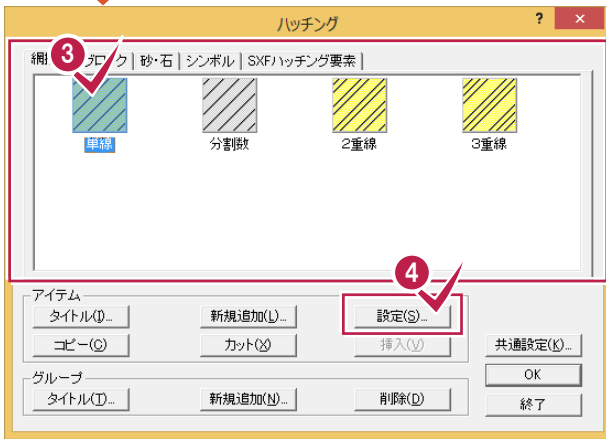 ハッチング ? ×
3
網 ブロック 砂・石 シンボル SXFハッチング要素
単線 分割数 2重線 3重線
4
アイテム
タイトル(I)... 新規追加(L)... 設定(S)...
コピー(C) カット(X) 挿入(V) 共通設定(K)...
グループ OK
タイトル(T)... 新規追加(N)... 削除(D) 終了